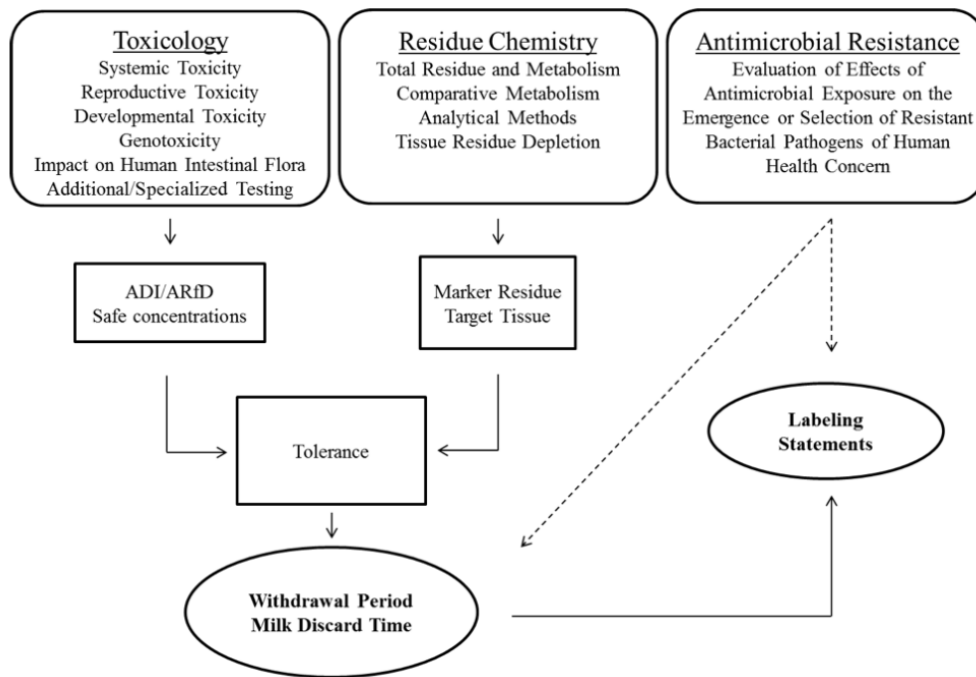 Toxicology
Systemic Toxicity
Reproductive Toxicity
Developmental Toxicity
Genotoxicity
Impact on Human Intestinal Flora
Additional/Specialized Testing
Residue Chemistry
Total Residue and Metabolism
Comparative Metabolism
Analytical Methods
Tissue Residue Depletion
Antimicrobial Resistance
Evaluation of Effects of
Antimicrobial Exposure on the
Emergence or Selection of Resistant
Bacterial Pathogens of Human
Health Concern
ADI/ARfD
Safe concentrations
Marker Residue
Target Tissue
Tolerance
Labeling
Statements
Withdrawal Period
Milk Discard Time